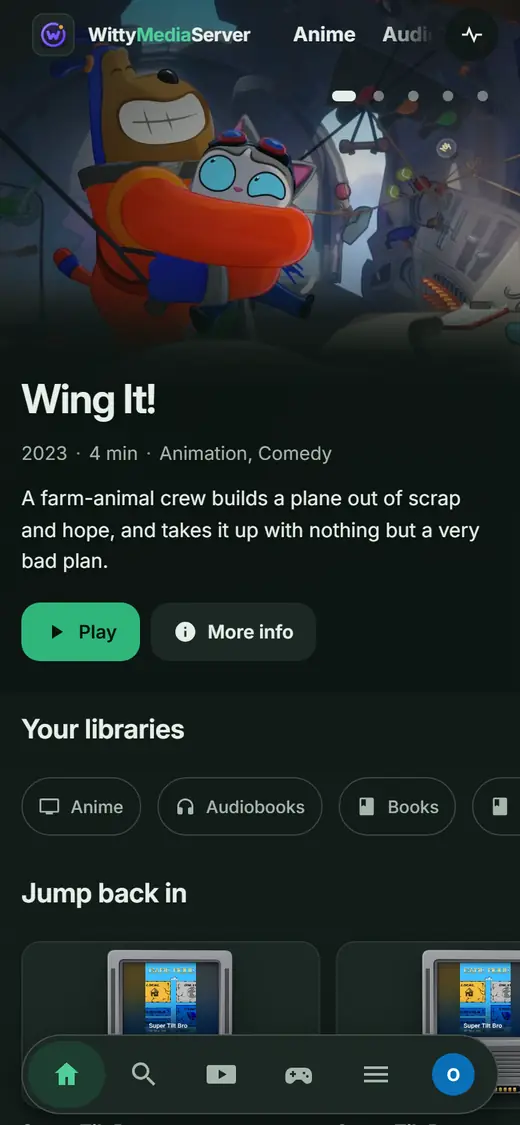 WittyMediaServer
Anime
Wing It!
2023 · 4 min · Animation, Comedy
A farm-animal crew builds a plane out of scrap
and hope, and takes it up with nothing but a very
bad plan.
Play
More info
Your libraries
Anime
Audiobooks
Books
Jump back in
Super Tilt Bro
Super Tilt Bro
O